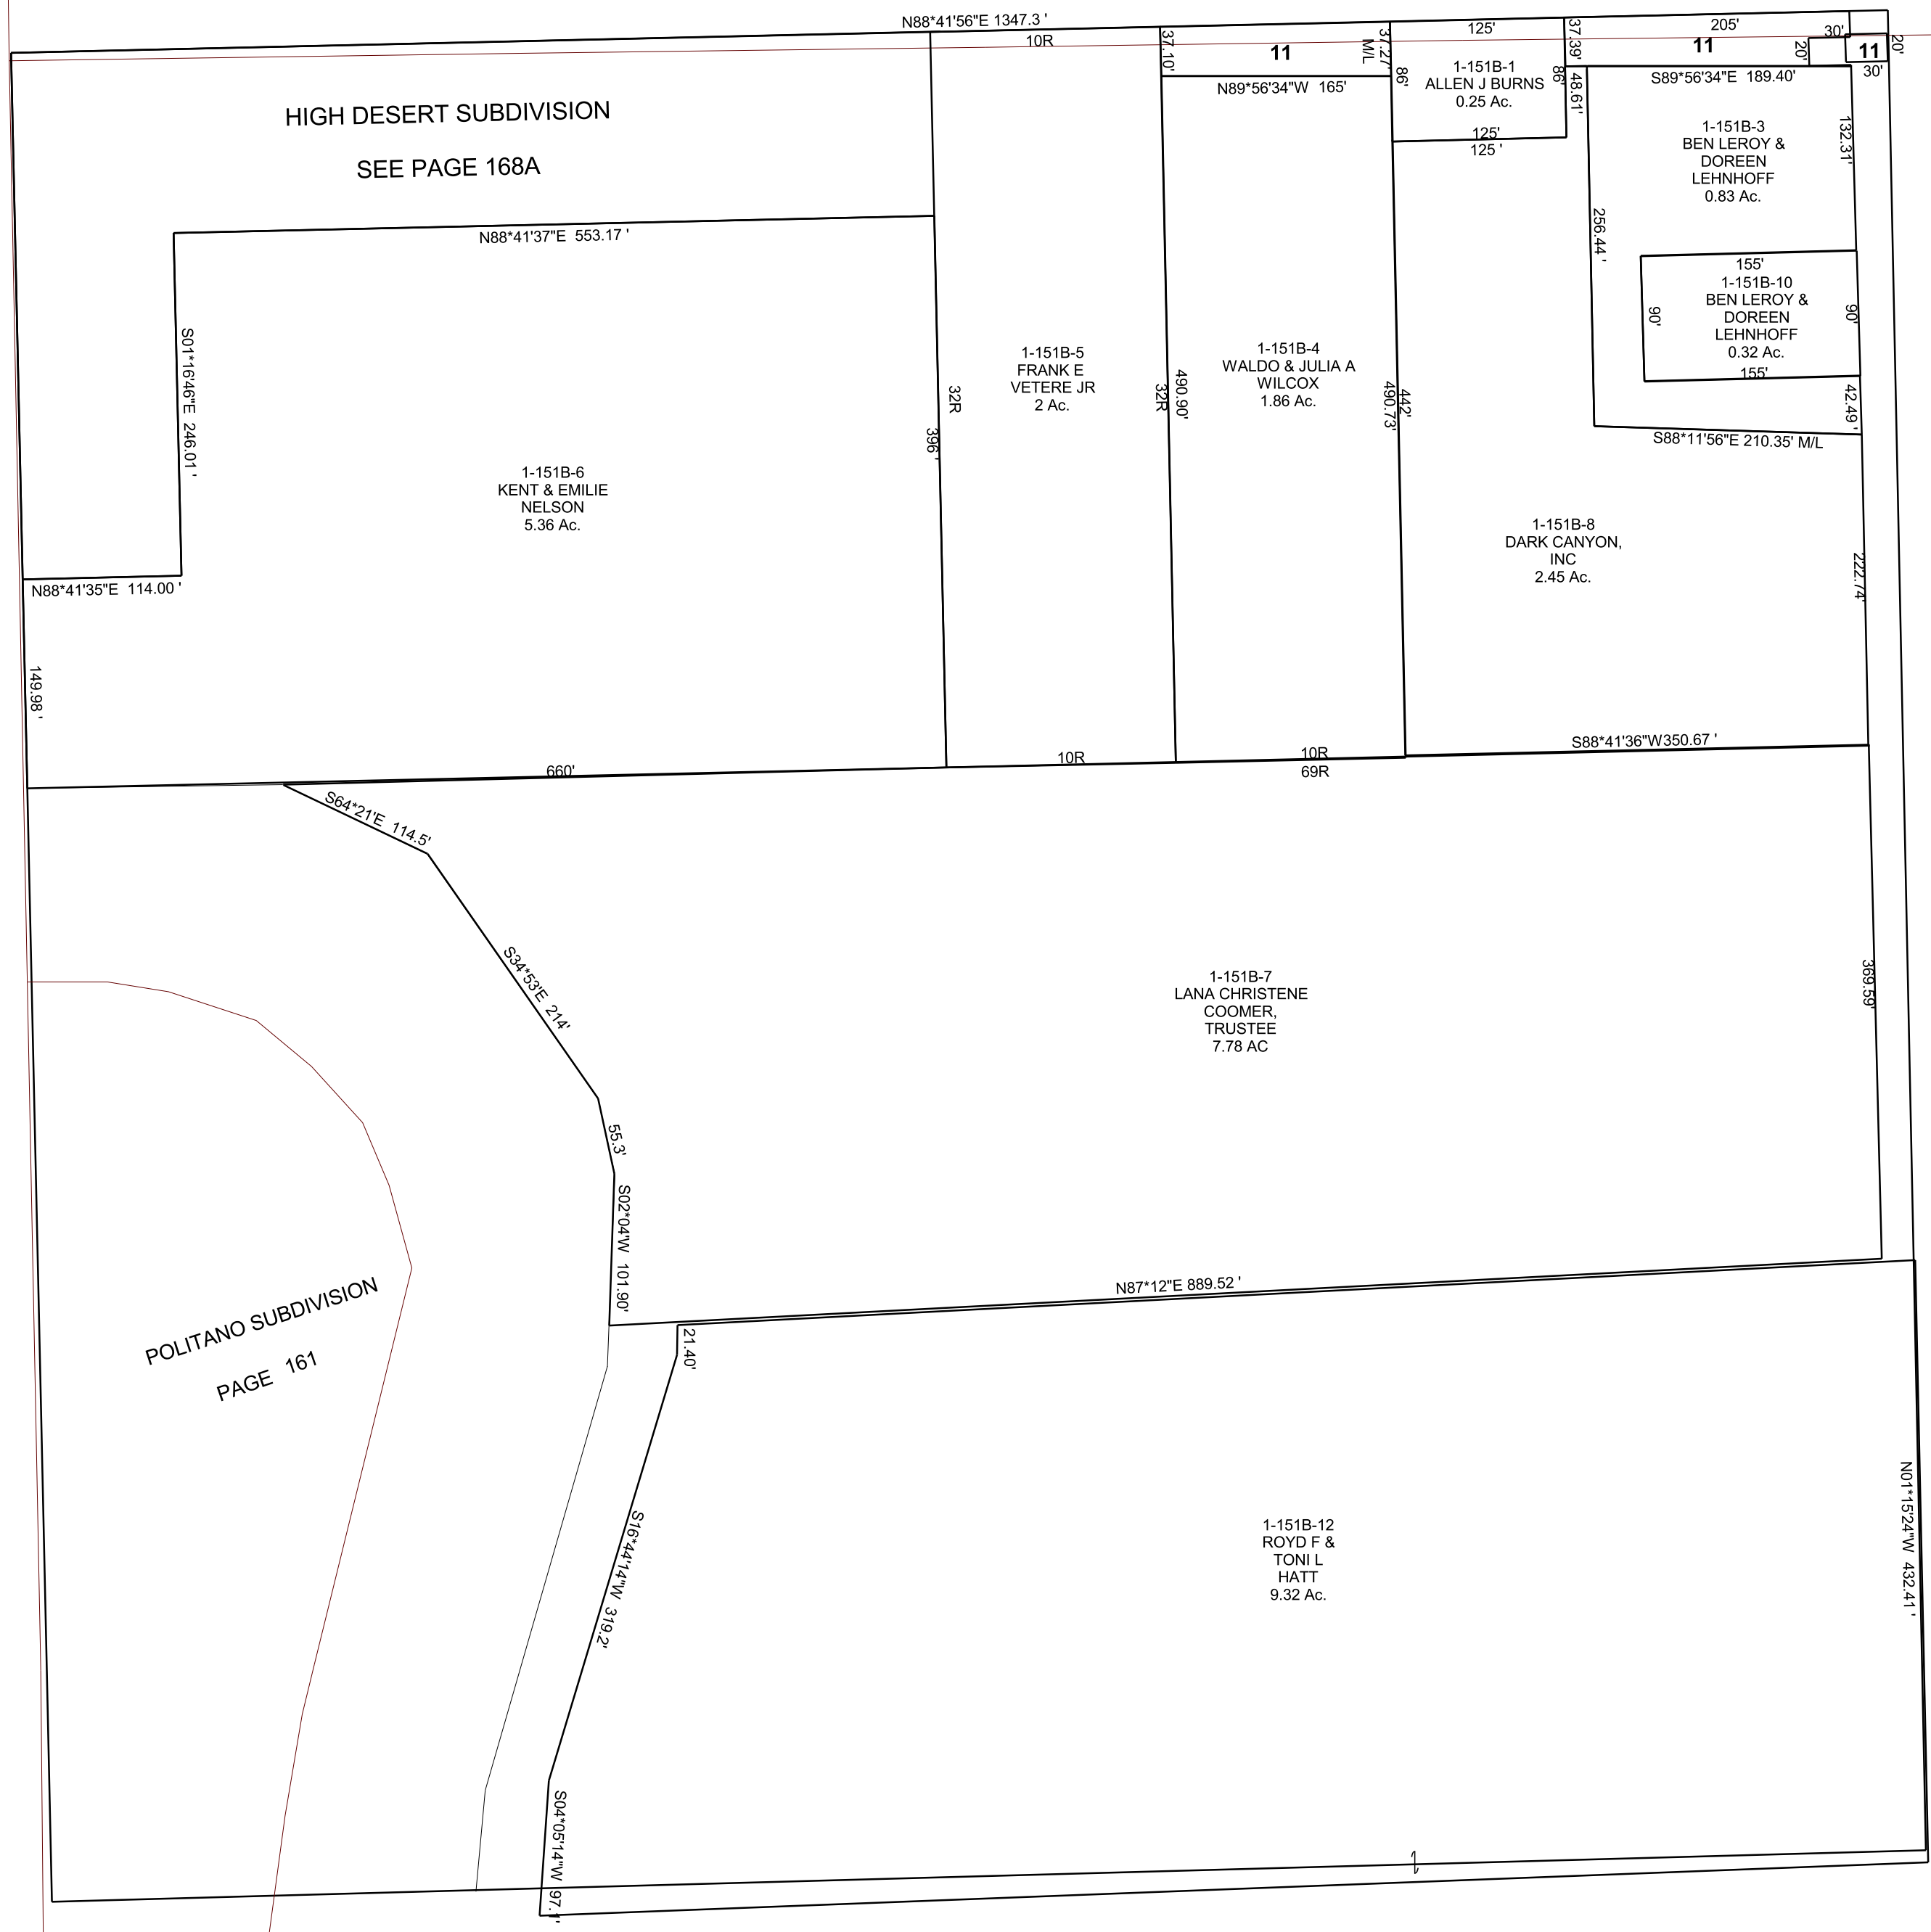 N88*41'56"E 1347.3 '
10R
37.10'
11
37.27'
M/L
125'
37.39'
205'
11
30'
20'
11
20'
30'
HIGH DESERT SUBDIVISION
SEE PAGE 168A
N89*56'34"W 165'
86'
1-151B-1
ALLEN J BURNS
0.25 Ac.
86'
48.61'
125'
125 '
S89*56'34"E 189.40'
1-151B-3
BEN LEROY &
DOREEN
LEHNHOFF
0.83 Ac.
132.31'
256.44 '
155'
1-151B-10
BEN LEROY &
DOREEN
LEHNHOFF
0.32 Ac.
90'
90'
155'
42.49'
S88*11'56"E 210.35' M/L
N88*41'37"E 553.17 '
S01*16'46"E 246.01 '
1-151B-6
KENT & EMILIE
NELSON
5.36 Ac.
32R
396 '
1-151B-5
FRANK E
VETERE JR
2 Ac.
32R
490.90'
1-151B-4
WALDO & JULIA A
WILCOX
1.86 Ac.
490.73'
442'
1-151B-8
DARK CANYON,
INC
2.45 Ac.
222.74'
N88*41'35"E 114.00 '
149.98 '
660'
10R
10R
69R
S88*41'36"W350.67 '
S64*21'E 114.5'
S34*53'E 214'
55.3'
S02*04'W 101.90'
1-151B-7
LANA CHRISTENE
COOMER,
TRUSTEE
7.78 AC
369.59'
N87*12"E 889.52 '
POLITANO SUBDIVISION
PAGE 161
21.40'
S16*44'14"W 319.2'
S04*05'14"W 97.1'
1-151B-12
ROYD F &
TONI L
HATT
9.32 Ac.
N01*15'24"W 432.41 '